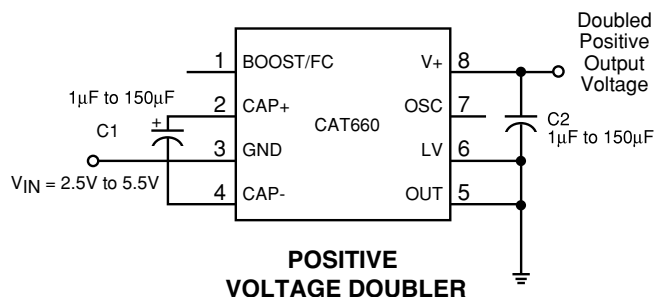 Doubled
Positive
Output
Voltage
1 BOOST/FC V+ 8
1µF to 150µF
C1
+
2 CAP+ OSC 7
CAT660
C2
1µF to 150µF
3 GND LV 6
VIN = 2.5V to 5.5V
4 CAP- OUT 5
POSITIVE
VOLTAGE DOUBLER